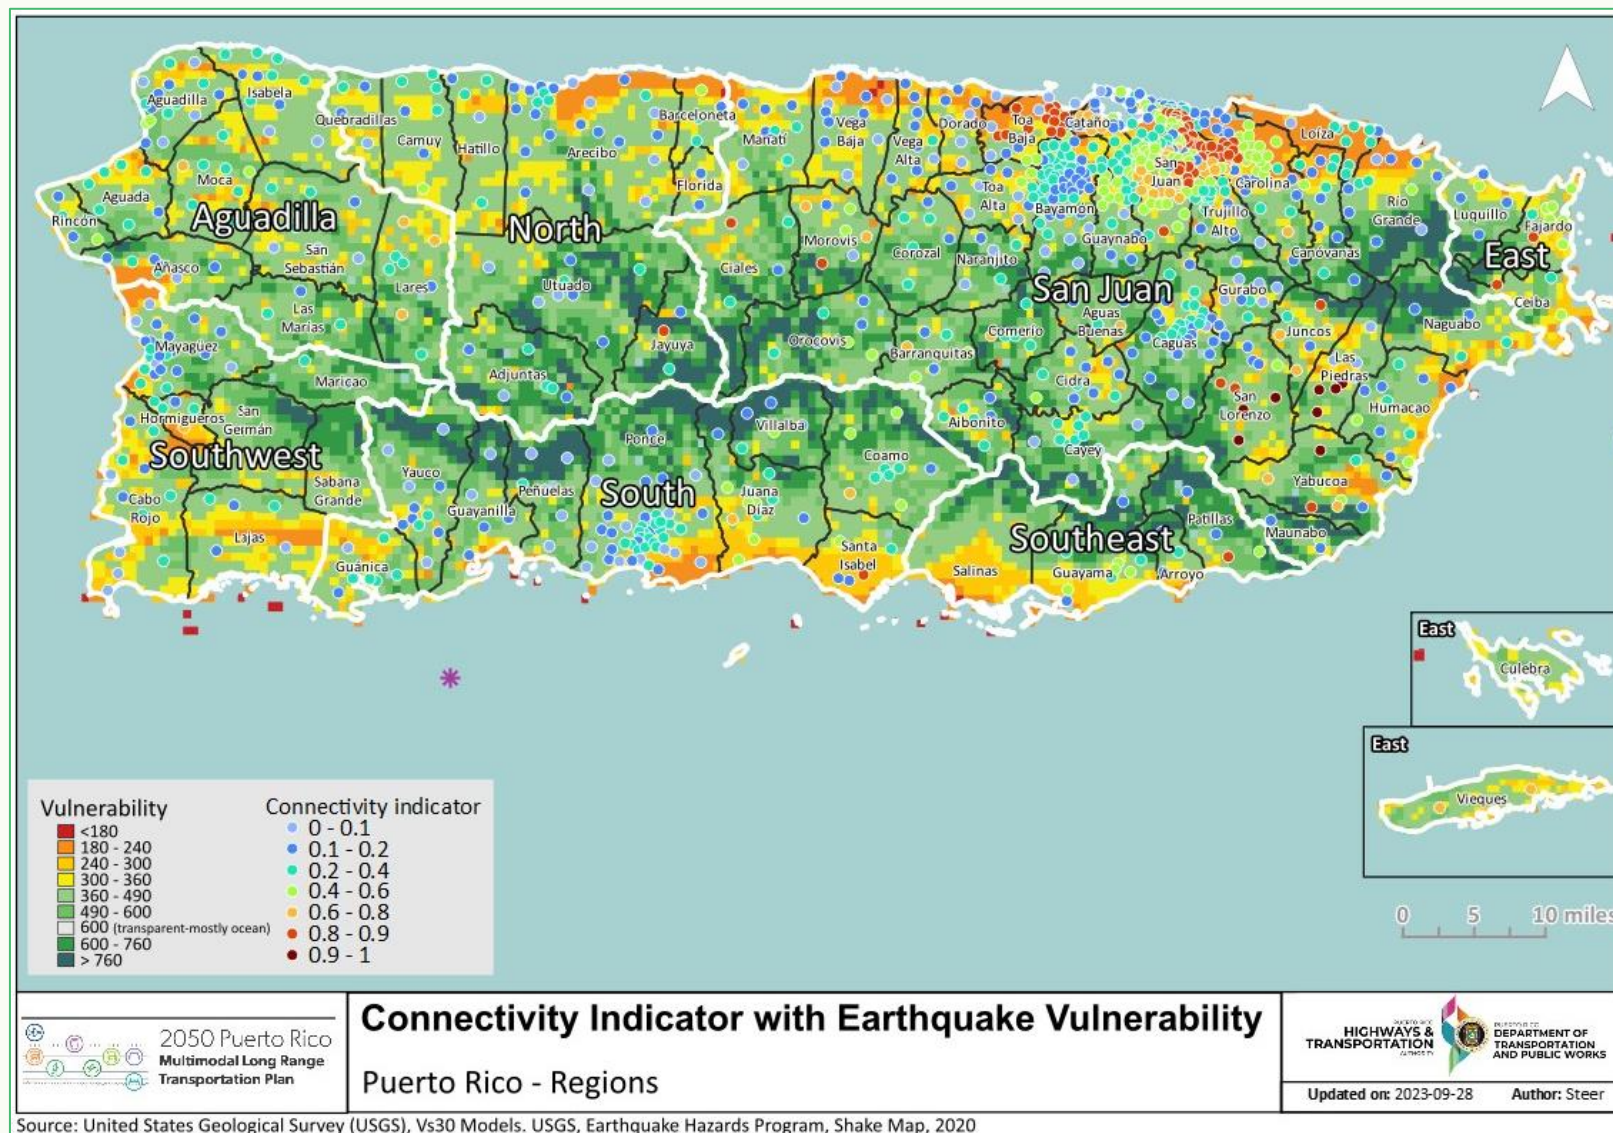 Aguadilla
Isabela
Quebradillas
Camuy
Hatillo
Arecibo
Barceloneta
Manatí
Vega
Baja
Vega
Alta
Dorado
Toa
Baja
Cataño
Loíza
Moca
Aguada
Rincón
Aguadilla
San
Sebastián
Añasco
Lares
Las
Marías
North
Florida
Utuado
Ciales
Morovis
Corozal
Naranjito
Toa
Alta
Bayamón
San
Juan
Guaynabo
Carolina
Trujillo
Alto
Canóvanas
Río
Grande
Luquillo
Fajardo
East
Ceiba
Naguabo
San Juan
Gurabo
Aguas
Buenas
Caguas
Juncos
Las
Piedras
Humacao
San
Lorenzo
Yabucoa
Maunabo
Mayagüez
Maricao
Hormigueros
San
Germán
Southwest
Sabana
Grande
Cabo
Rojo
Lajas
Guánica
Adjuntas
Jayuya
Orocovis
Barranquitas
Comerío
Cidra
Aibonito
Cayey
Yauco
Guayanilla
Peñuelas
Ponce
South
Villalba
Juana
Díaz
Coamo
Santa
Isabel
Southeast
Salinas
Guayama
Arroyo
Patillas
East
Culebra
East
Vieques
0 5 10 miles
Vulnerability
<180
180 - 240
240 - 300
300 - 360
360 - 490
490 - 600
600 (transparent-mostly ocean)
600 - 760
> 760
Connectivity indicator
0 - 0.1
0.1 - 0.2
0.2 - 0.4
0.4 - 0.6
0.6 - 0.8
0.8 - 0.9
0.9 - 1
2050 Puerto Rico
Multimodal Long Range
Transportation Plan
Connectivity Indicator with Earthquake Vulnerability
Puerto Rico - Regions
PUERTO RICO
HIGHWAYS &
TRANSPORTATION
AUTHORITY
PUERTO RICO
DEPARTMENT OF
TRANSPORTATION
AND PUBLIC WORKS
Updated on: 2023-09-28 Author: Steer
Source: United States Geological Survey (USGS), Vs30 Models. USGS, Earthquake Hazards Program, Shake Map, 2020